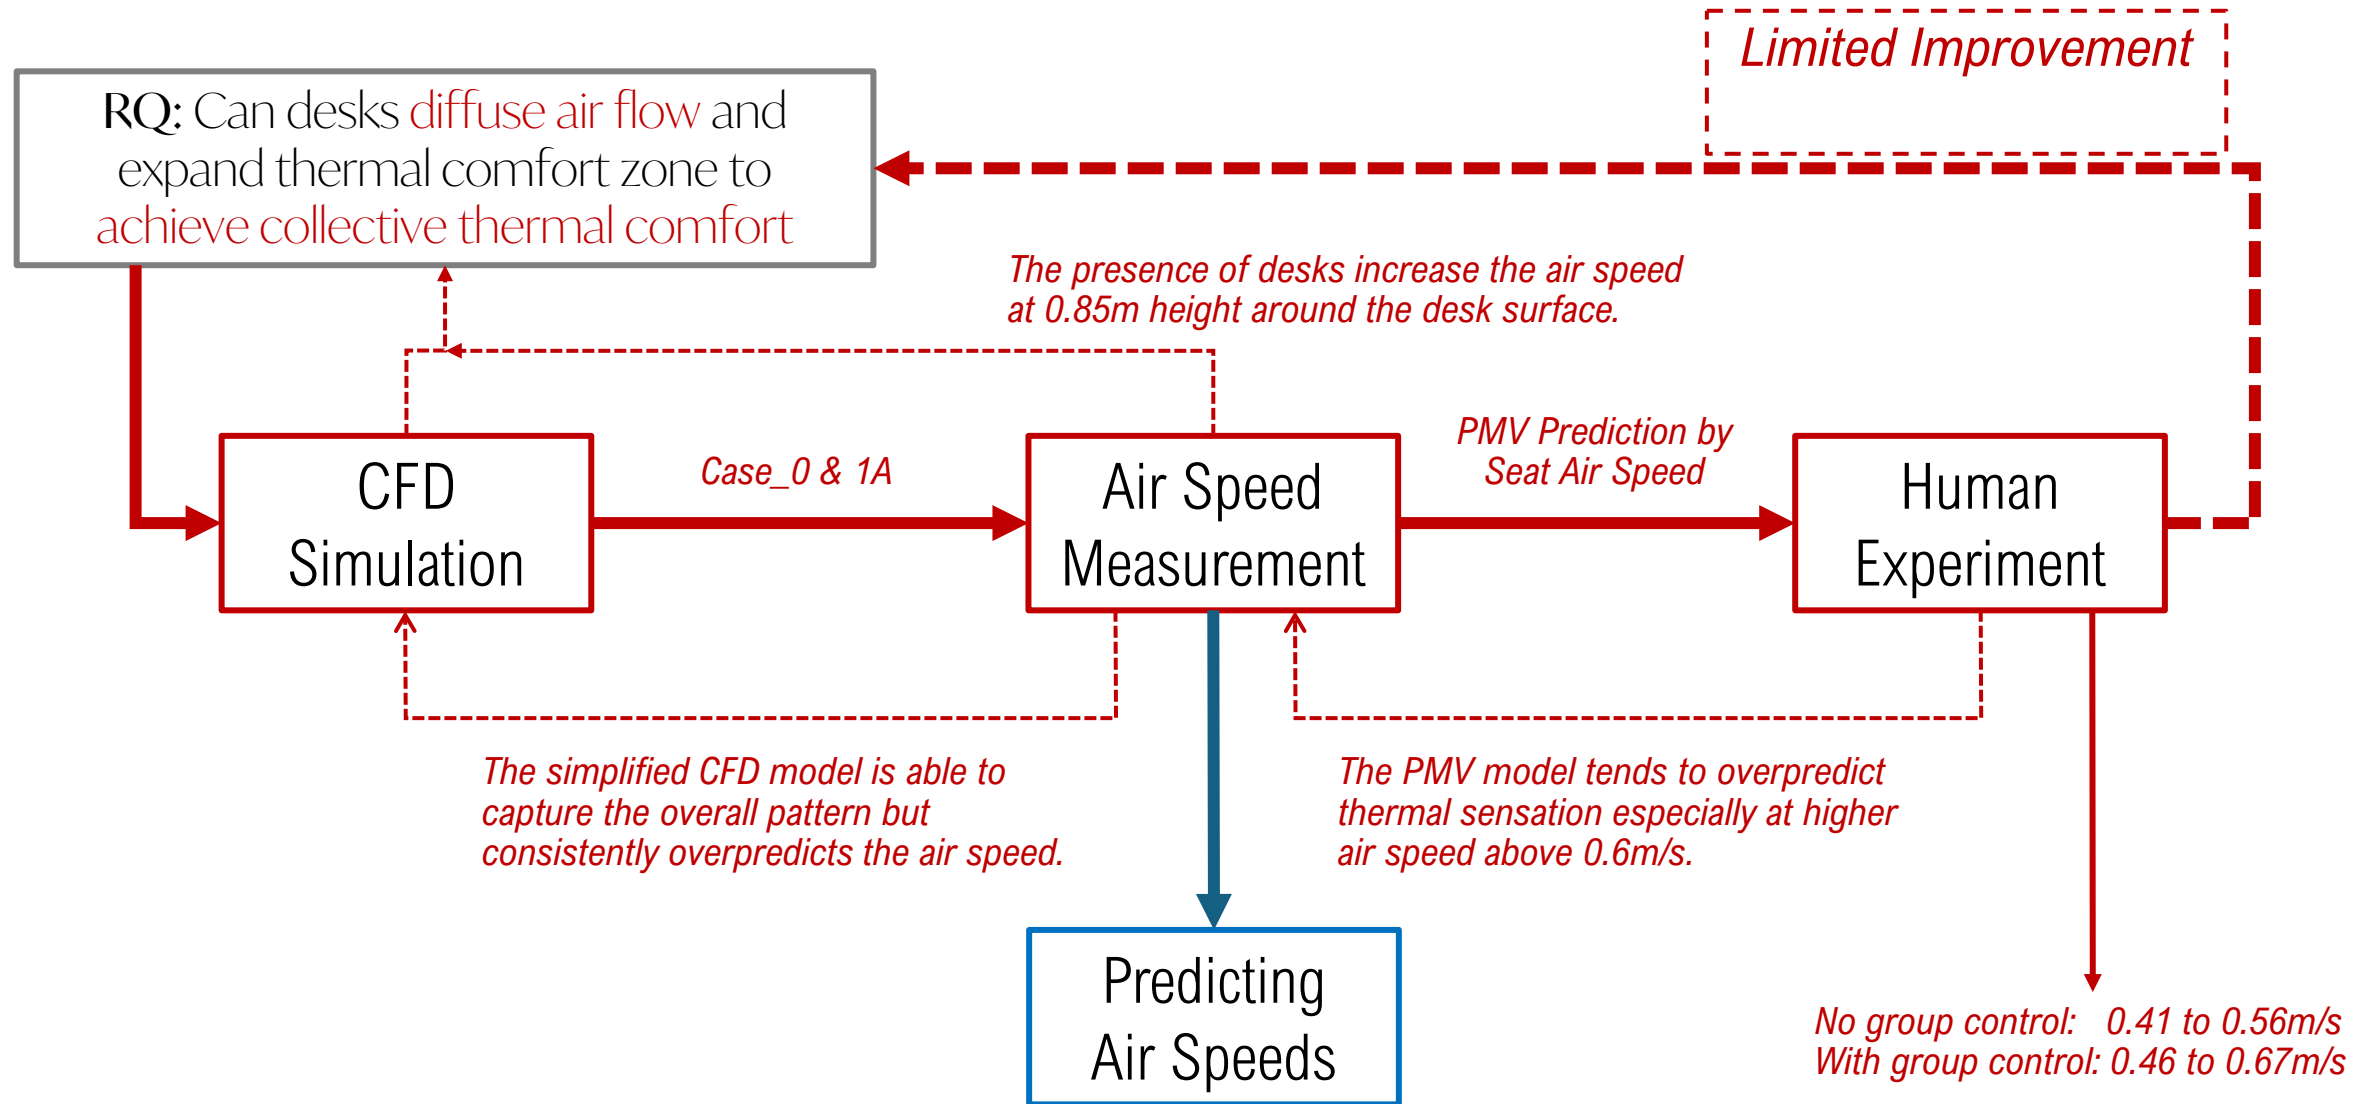 Limited Improvement
RQ: Can desks diffuse air flow and
expand thermal comfort zone to
achieve collective thermal comfort
The presence of desks increase the air speed
at 0.85m height around the desk surface.
CFD
Simulation
Case_0 & 1A
Air Speed
Measurement
PMV Prediction by
Seat Air Speed
Human
Experiment
The simplified CFD model is able to
capture the overall pattern but
consistently overpredicts the air speed.
The PMV model tends to overpredict
thermal sensation especially at higher
air speed above 0.6m/s.
Predicting
Air Speeds
No group control: 0.41 to 0.56m/s
With group control: 0.46 to 0.67m/s